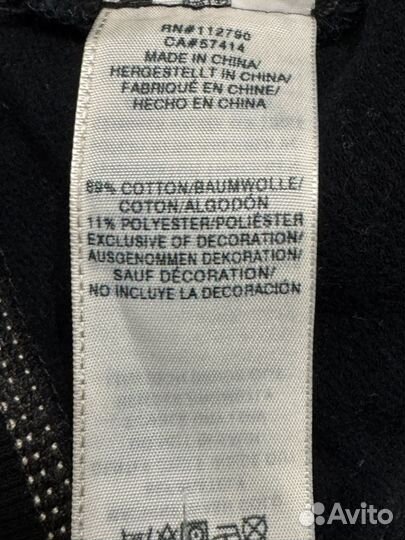 RN#112790
CA#57414
MADE IN CHINA/
HERGESTELLT IN CHINA/
FABRIQUÉ EN CHINE/
HECHO EN CHINA
89% COTTON/BAUMWOLLE/
COTON/ALGODÓN
11% POLYESTER/POLIÉSTER
EXCLUSIVE OF DECORATION/
AUSGENOMMEN DEKORATION/
SAUF DÉCORATION/
NO INCLUYE LA DECORACIÓN
Avito